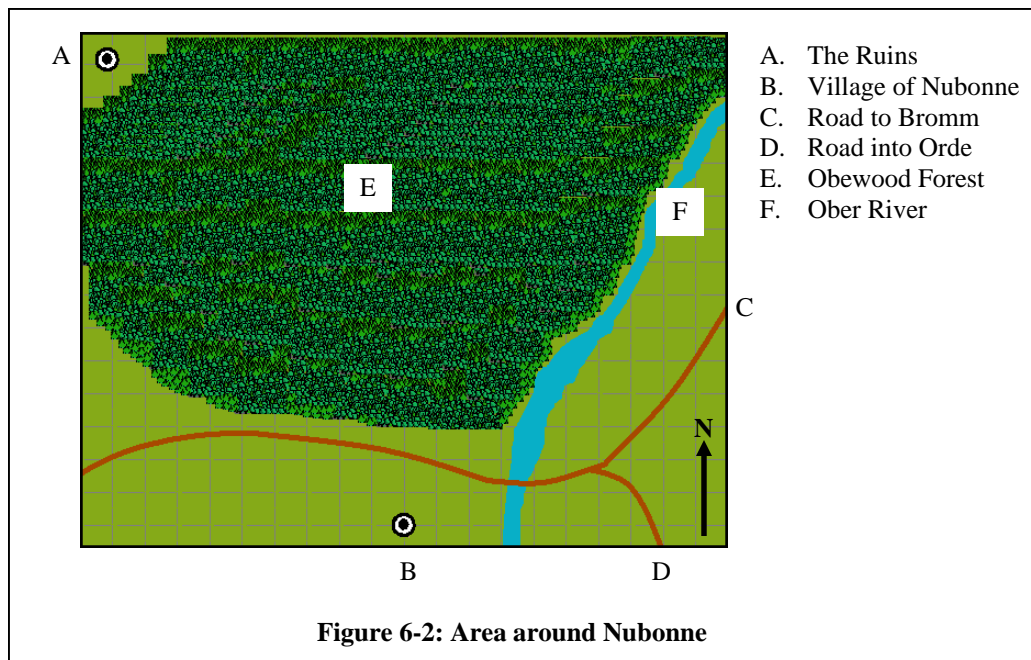 A
E
F
C
N
B
D
A. The Ruins
B. Village of Nubonne
C. Road to Bromm
D. Road into Orde
E. Obewood Forest
F. Ober River
Figure 6-2: Area around Nubonne